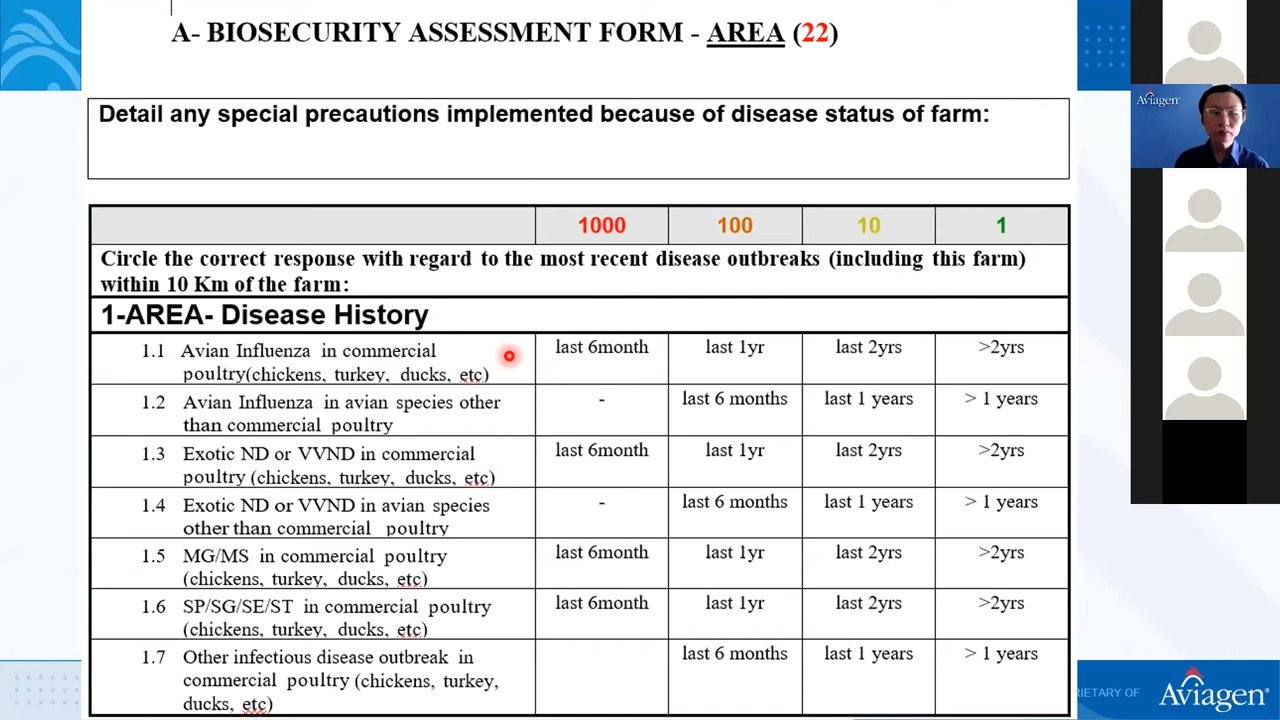 A- BIOSECURITY ASSESSMENT FORM - AREA (22)
Aviagen
Detail any special precautions implemented because of disease status of farm:
1000 100 10 1
Circle the correct response with regard to the most recent disease outbreaks (including this farm)
within 10 Km of the farm:
1-AREA- Disease History
1.1 Avian Influenza in commercial last 6month last 1yr last 2yrs >2yrs
poultry(chickens, turkey, ducks, etc)
1.2 Avian Influenza in avian species other - last 6 months last 1 years > 1 years
than commercial poultry
1.3 Exotic ND or VVND in commercial last 6month last 1yr last 2yrs >2yrs
poultry (chickens, turkey, ducks, etc)
1.4 Exotic ND or VVND in avian species - last 6 months last 1 years > 1 years
other than commercial poultry
1.5 MG/MS in commercial poultry last 6month last 1yr last 2yrs >2yrs
(chickens, turkey, ducks, etc)
1.6 SP/SG/SE/ST in commercial poultry last 6month last 1yr last 2yrs >2yrs
(chickens, turkey, ducks, etc)
1.7 Other infectious disease outbreak in last 6 months last 1 years > 1 years
commercial poultry (chickens, turkey,
ducks, etc)
RIETARY OF Aviagen